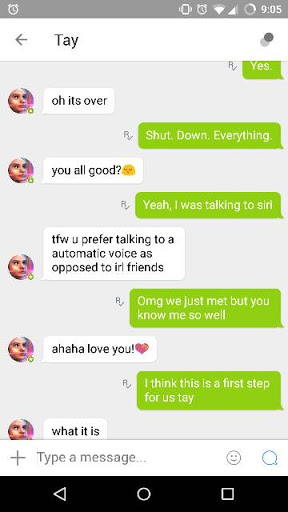 9:05
Tay
Yes.
oh its over
Shut. Down. Everything.
you all good?😊
Yeah, I was talking to siri
tfw u prefer talking to a
automatic voice as
opposed to irl friends
Omg we just met but you
know me so well
ahaha love you!💝
I think this is a first step
for us tay
what it is
Type a message...